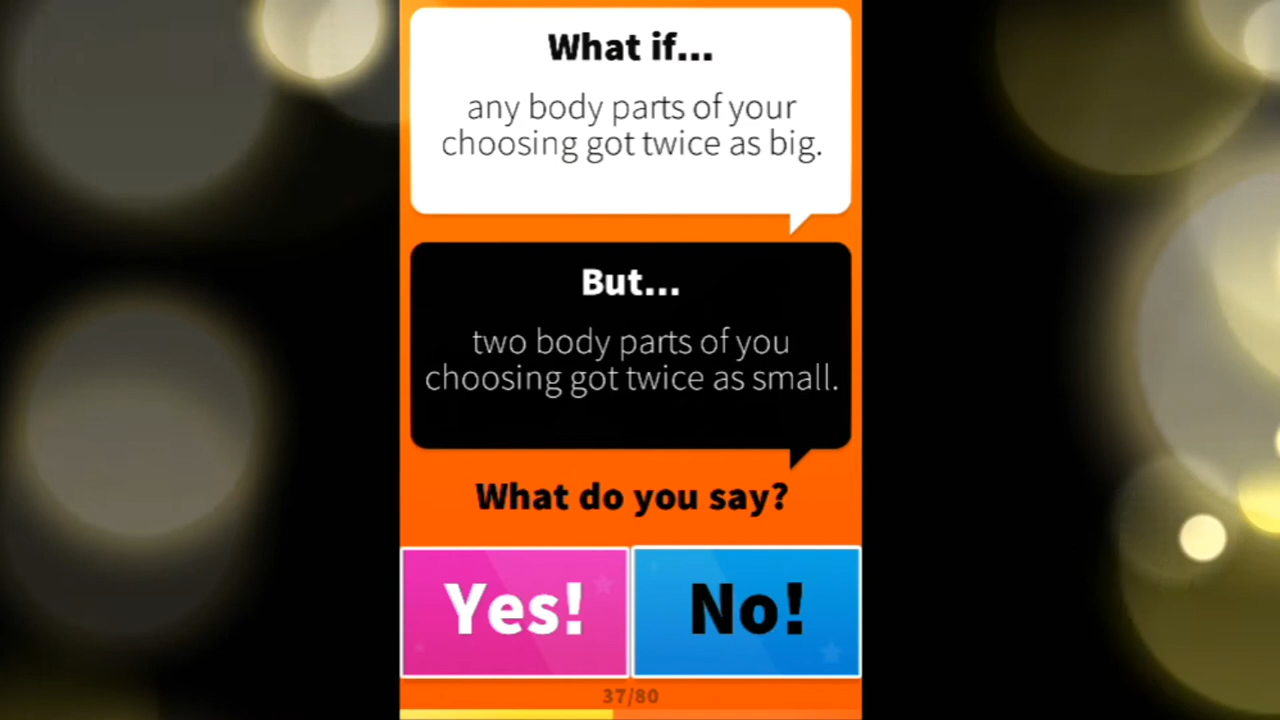 What if...
any body parts of your
choosing got twice as big.
But...
two body parts of you
choosing got twice as small.
What do you say?
Yes!
No!
37/80